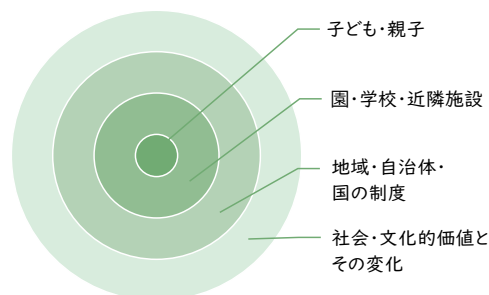 子ども・親子
園・学校・近隣施設
地域・自治体・
国の制度
社会・文化的価値と
その変化